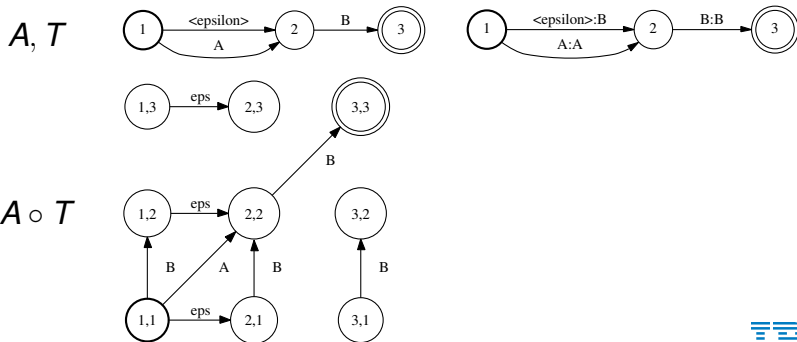 A, T
1 <epsilon> A 2 B 3
1 <epsilon>:B A:A 2 B:B 3
1,3 eps 2,3 3,3
B
A ∘ T
1,2 eps 2,2 3,2
B A B B
1,1 eps 2,1 3,1